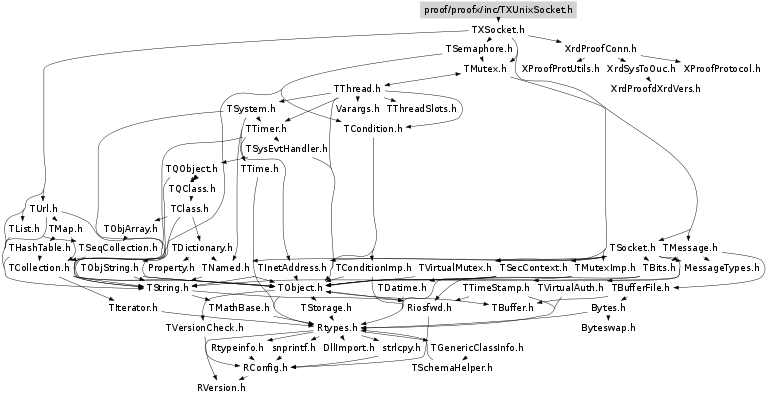 proof/proofx/inc/TXUnixSocket.h
TXSocket.h
TSemaphore.h XrdProofConn.h
TMutex.h XProofProtUtils.h XrdSysToOuc.h XProofProtocol.h
TThread.h XrdProofdXrdVers.h
TSystem.h Varargs.h TThreadSlots.h
TTimer.h TCondition.h
TSysEvtHandler.h
TQObject.h TTime.h
TQClass.h
TUrl.h TClass.h
TList.h TMap.h TObjArray.h
THashTable.h TSeqCollection.h TDictionary.h TSocket.h TMessage.h
TCollection.h TObjString.h Property.h TNamed.h TInetAddress.h TConditionImp.h TVirtualMutex.h TSecContext.h TMutexImp.h TBits.h MessageTypes.h
TString.h TObject.h TDatime.h TTimeStamp.h TVirtualAuth.h TBufferFile.h
TIterator.h TMathBase.h TStorage.h Riosfwd.h TBuffer.h Bytes.h
TVersionCheck.h Rtypes.h Byteswap.h
Rtypeinfo.h snprintf.h DllImport.h strlcpy.h TGenericClassInfo.h
RConfig.h TSchemaHelper.h
RVersion.h